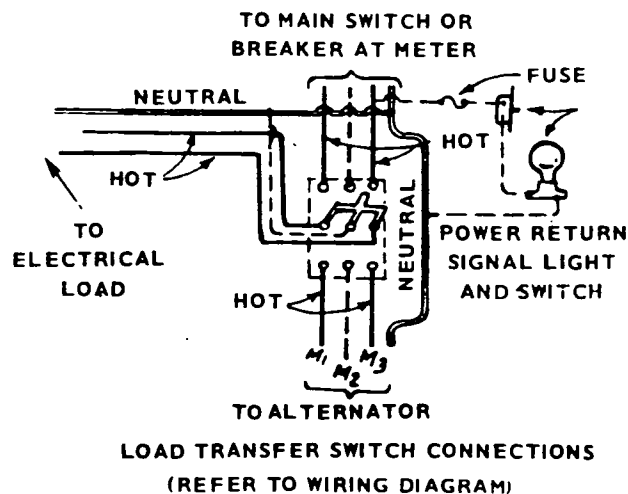 TO MAIN SWITCH OR
BREAKER AT METER
FUSE
NEUTRAL
HOT
HOT
NEUTRAL
TO
ELECTRICAL
LOAD
POWER RETURN
SIGNAL LIGHT
AND SWITCH
HOT
M1
M2
M3
TO ALTERNATOR
LOAD TRANSFER SWITCH CONNECTIONS
(REFER TO WIRING DIAGRAM)